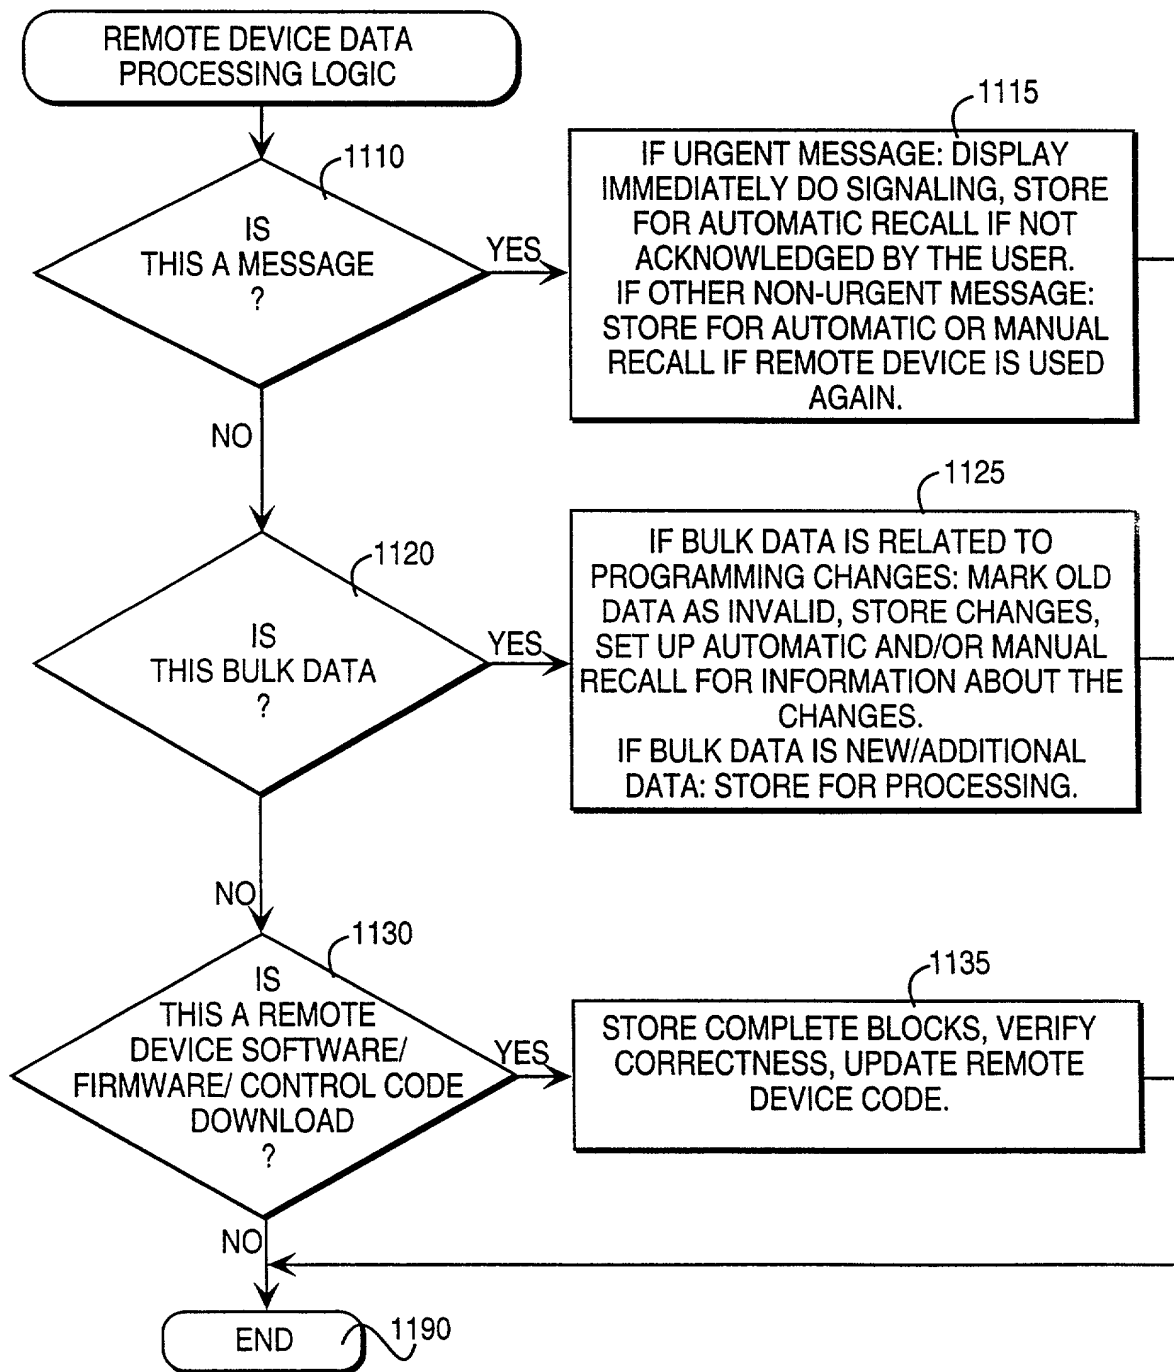 REMOTE DEVICE DATA
PROCESSING LOGIC
1110
IS
THIS A MESSAGE
?
YES
1115
IF URGENT MESSAGE: DISPLAY
IMMEDIATELY DO SIGNALING, STORE
FOR AUTOMATIC RECALL IF NOT
ACKNOWLEDGED BY THE USER.
IF OTHER NON-URGENT MESSAGE:
STORE FOR AUTOMATIC OR MANUAL
RECALL IF REMOTE DEVICE IS USED
AGAIN.
NO
1120
IS
THIS BULK DATA
?
YES
1125
IF BULK DATA IS RELATED TO
PROGRAMMING CHANGES: MARK OLD
DATA AS INVALID, STORE CHANGES,
SET UP AUTOMATIC AND/OR MANUAL
RECALL FOR INFORMATION ABOUT THE
CHANGES.
IF BULK DATA IS NEW/ADDITIONAL
DATA: STORE FOR PROCESSING.
NO
1130
IS
THIS A REMOTE
DEVICE SOFTWARE/
FIRMWARE/ CONTROL CODE
DOWNLOAD
?
YES
1135
STORE COMPLETE BLOCKS, VERIFY
CORRECTNESS, UPDATE REMOTE
DEVICE CODE.
NO
END
1190